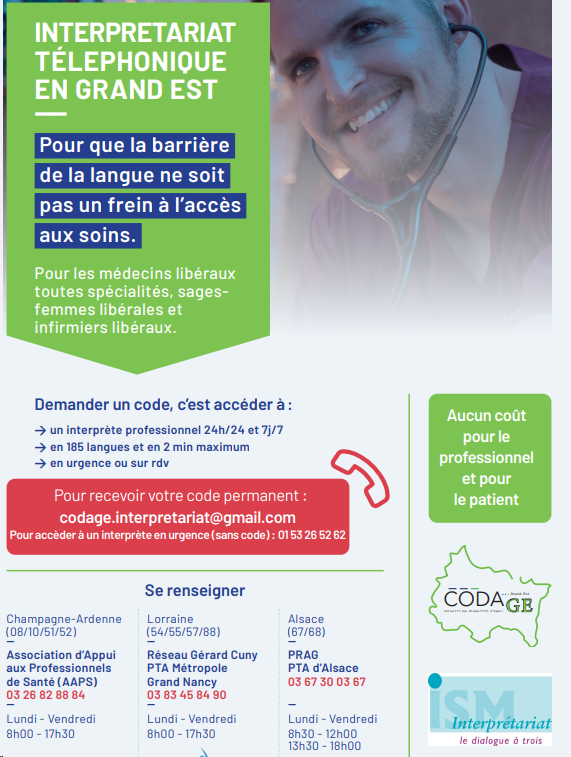 INTERPRETARIAT
TÉLEPHONIQUE
EN GRAND EST
Pour que la barrière
de la langue ne soit
pas un frein à l'accès
aux soins.
Pour les médecins libéraux
toutes spécialités, sages-
femmes libérales et
infirmiers libéraux.
Demander un code, c'est accéder à :
→ un interprète professionnel 24h/24 et 7j/7
→ en 185 langues et en 2 min maximum
→ en urgence ou sur rdv
Pour recevoir votre code permanent :
codage.interpretariat@gmail.com
Pour accèder à un interprète en urgence (sans code) : 01 53 26 52 62
Aucun coût
pour le
professionnel
et pour
le patient
Se renseigner
Champagne-Ardenne
(08/10/51/52)
Association d'Appui
aux Professionnels
de Santé (AAPS)
03 26 82 88 84
Lundi - Vendredi
8h00 - 17h30
Lorraine
(54/55/57/88)
Réseau Gérard Cuny
PTA Métropole
Grand Nancy
03 83 45 84 90
Lundi - Vendredi
8h00 - 17h30
Alsace
(67/68)
PRAG
PTA d'Alsace
03 67 30 03 67
Lundi - Vendredi
8h30 - 12h00
13h30 - 18h00
CODAGE
Grand-Est
iSM
Interprétariat
le dialogue à trois